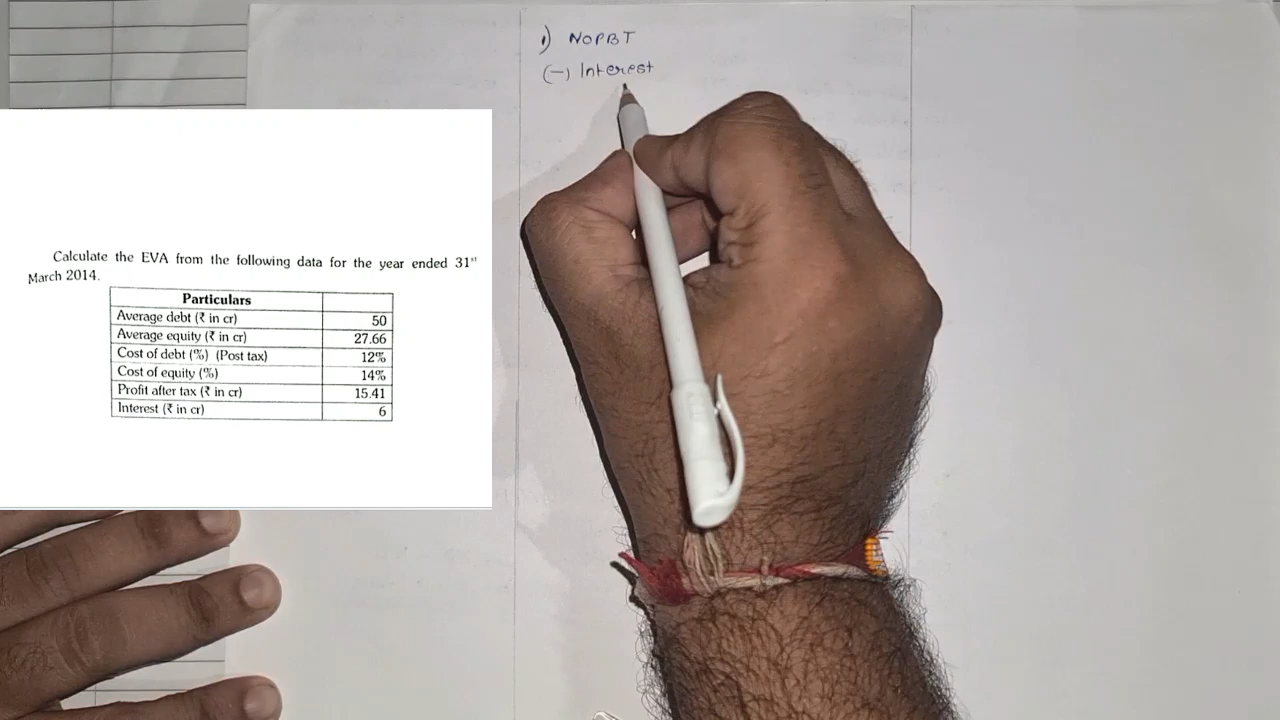 1) NOPBT
(-) Interest
Calculate the EVA from the following data for the year ended 31st
March 2014.
Particulars
Average debt (₹ in cr) 50
Average equity (₹ in cr) 27.66
Cost of debt (%) (Post tax) 12%
Cost of equity (%) 14%
Profit after tax (₹ in cr) 15.41
Interest (₹ in cr) 6